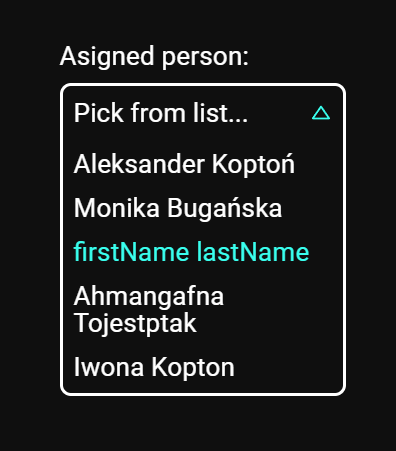 Asigned person:
Pick from list...
Aleksander Koptoń
Monika Bugańska
firstName lastName
Ahmangafna
Tojestptak
Iwona Kopton